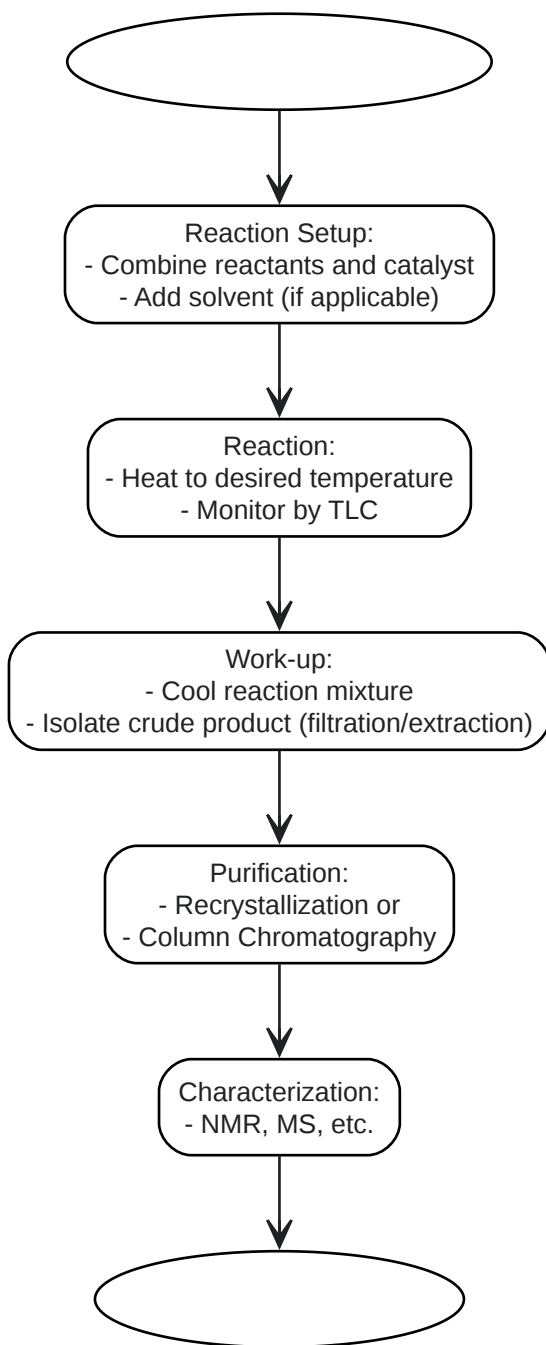 Reaction Setup:
- Combine reactants and catalyst
- Add solvent (if applicable)
Reaction:
- Heat to desired temperature
- Monitor by TLC
Work-up:
- Cool reaction mixture
- Isolate crude product (filtration/extraction)
Purification:
- Recrystallization or
- Column Chromatography
Characterization:
- NMR, MS, etc.